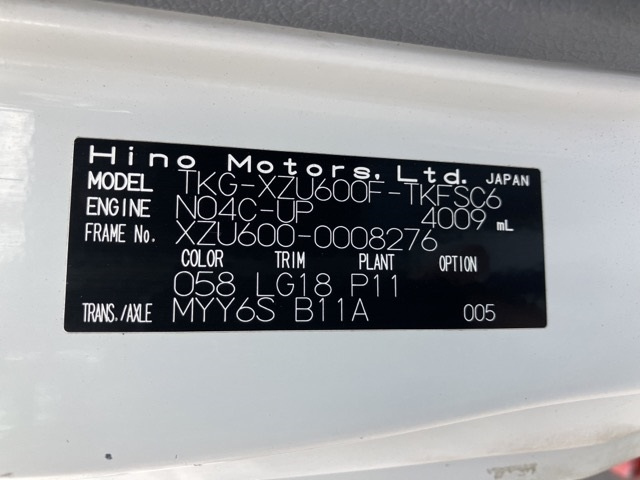 Hino Motors, Ltd. JAPAN
MODEL TKG-XZU600F-TKFSC6
ENGINE N04C-UP 4009 mL
FRAME No. XZU600-0008276
COLOR TRIM PLANT OPTION
058 LG18 P11
TRANS./AXLE MYY6S B11A 005